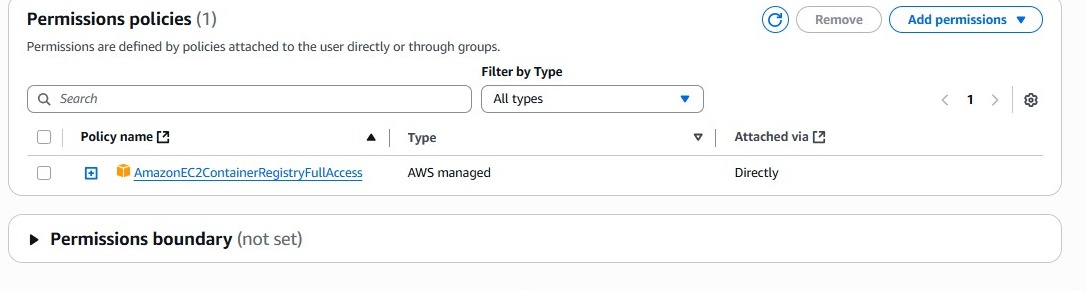 Permissions policies (1)
Remove
Add permissions
Permissions are defined by policies attached to the user directly or through groups.
Filter by Type
Search
All types
1
Policy name
Type
Attached via
AmazonEC2ContainerRegistryFullAccess
AWS managed
Directly
Permissions boundary (not set)